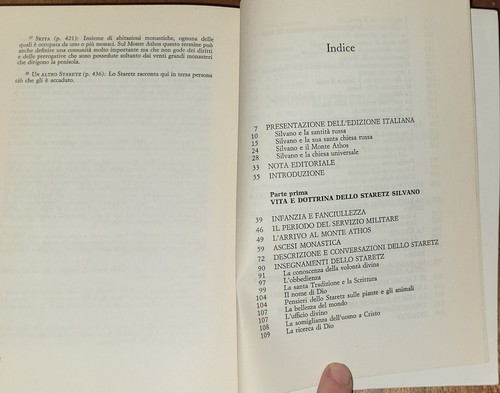 ²⁸ Skita (p. 421): Insieme di abitazioni monastiche, ognuna delle
quali è occupata da uno o più monaci. Sul Monte Athos questo termine può
anche definire una comunità molto importante ma che non gode dei diritti
e delle prerogative che sono possedute soltanto dai venti grandi monasteri
che dirigono la penisola.
Un altro Staretz (p. 436): Lo Staretz racconta qui in terza persona
ciò che gli è accaduto.
Indice
7 PRESENTAZIONE DELL'EDIZIONE ITALIANA
10 Silvano e la santità russa
15 Silvano e la sua santa chiesa russa
24 Silvano e il Monte Athos
28 Silvano e la chiesa universale
33 NOTA EDITORIALE
35 INTRODUZIONE
Parte prima
VITA E DOTTRINA DELLO STARETZ SILVANO
39 INFANZIA E FANCIULLEZZA
46 IL PERIODO DEL SERVIZIO MILITARE
49 L'ARRIVO AL MONTE ATHOS
59 ASCESI MONASTICA
72 DESCRIZIONE E CONVERSAZIONI DELLO STARETZ
90 INSEGNAMENTI DELLO STARETZ
91 La conoscenza della volontà divina
97 L'obbedienza
99 La santa Tradizione e la Scrittura
104 Il nome di Dio
104 Pensieri dello Staretz sulle piante e gli animali
107 La bellezza del mondo
107 L'ufficio divino
108 La somiglianza dell'uomo a Cristo
109 La ricerca di Dio